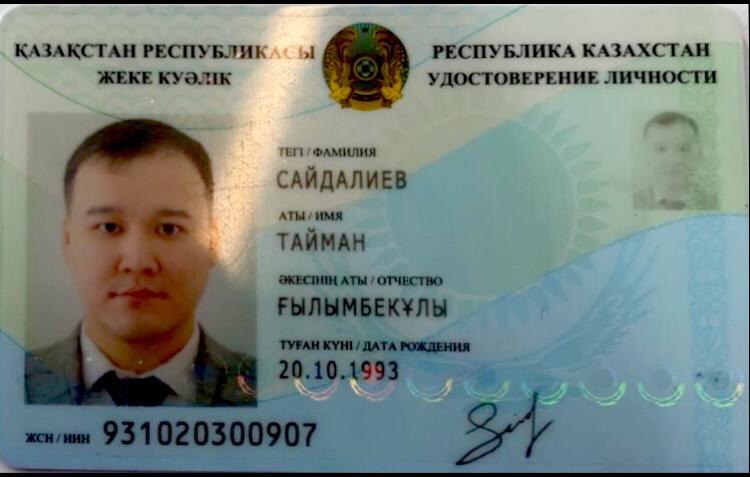 ҚАЗАҚСТАН РЕСПУБЛИКАСЫ
ЖЕКЕ КУӘЛІК
РЕСПУБЛИКА КАЗАХСТАН
УДОСТОВЕРЕНИЕ ЛИЧНОСТИ
ТЕГІ / ФАМИЛИЯ
САЙДАЛИЕВ
АТЫ / ИМЯ
ТАЙМАН
ӘКЕСІНІҢ АТЫ / ОТЧЕСТВО
ҒЫЛЫМБЕКҰЛЫ
ТУҒАН КҮНІ / ДАТА РОЖДЕНИЯ
20.10.1993
ЖСН / ИИН 931020300907